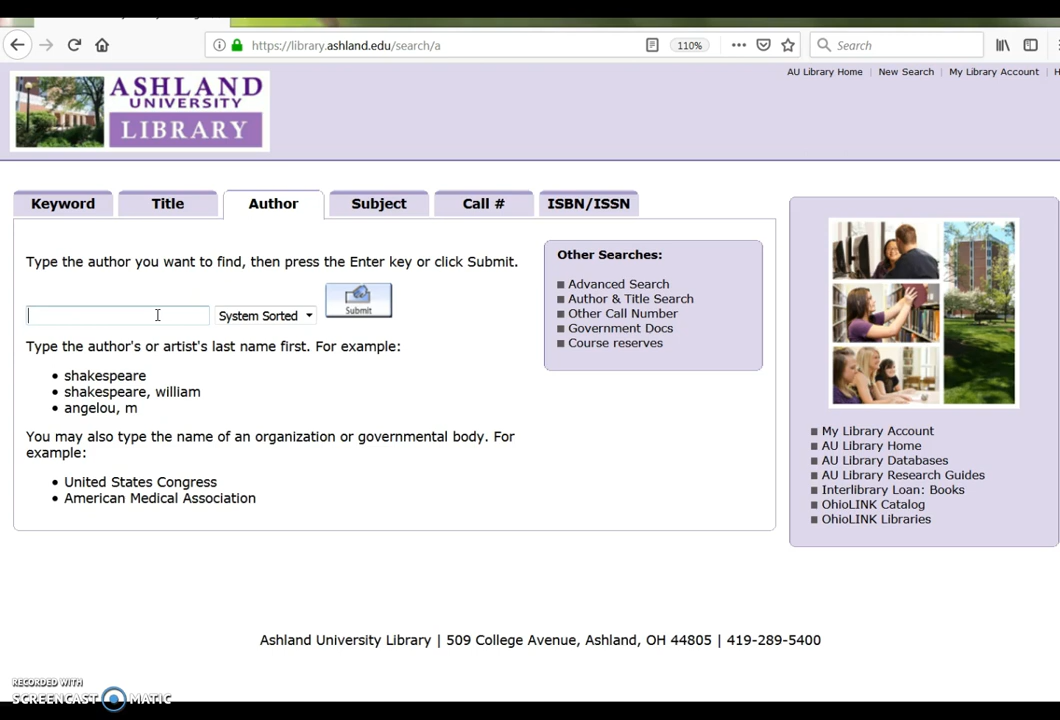 https://library.ashland.edu/search/a
110%
Search
AU Library Home | New Search | My Library Account | H
ASHLAND
UNIVERSITY
LIBRARY
Keyword
Title
Author
Subject
Call #
ISBN/ISSN
Type the author you want to find, then press the Enter key or click Submit.
System Sorted
Submit
Type the author's or artist's last name first. For example:
• shakespeare
• shakespeare, william
• angelou, m
You may also type the name of an organization or governmental body. For
example:
• United States Congress
• American Medical Association
Other Searches:
Advanced Search
Author & Title Search
Other Call Number
Government Docs
Course reserves
My Library Account
AU Library Home
AU Library Databases
AU Library Research Guides
Interlibrary Loan: Books
OhioLINK Catalog
OhioLINK Libraries
Ashland University Library | 509 College Avenue, Ashland, OH 44805 | 419-289-5400
RECORDED WITH
SCREENCAST MATIC